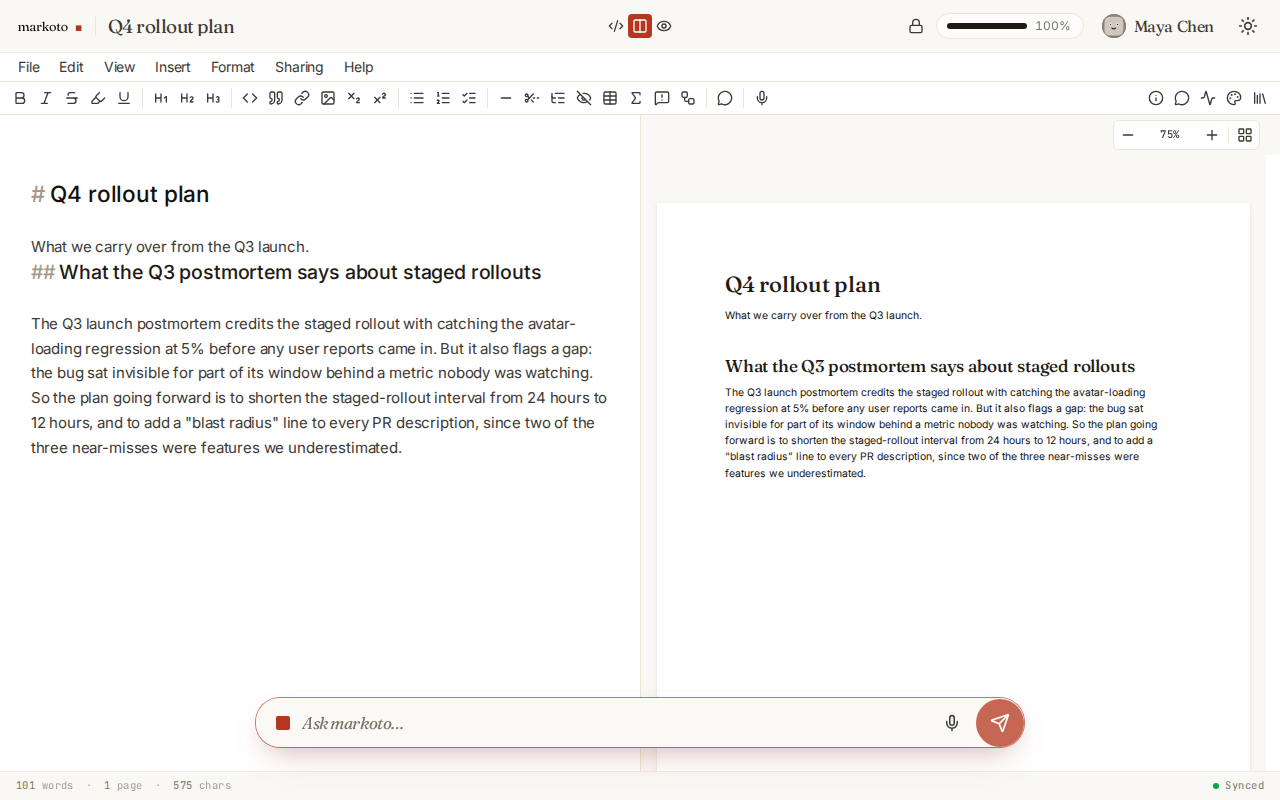 markoto
Q4 rollout plan
100%
Maya Chen
File Edit View Insert Format Sharing Help
H1 H2 H3
75%
# Q4 rollout plan
What we carry over from the Q3 launch.
## What the Q3 postmortem says about staged rollouts
The Q3 launch postmortem credits the staged rollout with catching the avatar-
loading regression at 5% before any user reports came in. But it also flags a gap:
the bug sat invisible for part of its window behind a metric nobody was watching.
So the plan going forward is to shorten the staged-rollout interval from 24 hours to
12 hours, and to add a "blast radius" line to every PR description, since two of the
three near-misses were features we underestimated.
Q4 rollout plan
What we carry over from the Q3 launch.
What the Q3 postmortem says about staged rollouts
The Q3 launch postmortem credits the staged rollout with catching the avatar-loading
regression at 5% before any user reports came in. But it also flags a gap: the bug sat
invisible for part of its window behind a metric nobody was watching. So the plan going
forward is to shorten the staged-rollout interval from 24 hours to 12 hours, and to add a
“blast radius” line to every PR description, since two of the three near-misses were
features we underestimated.
Ask markoto...
101 words · 1 page · 575 chars
Synced